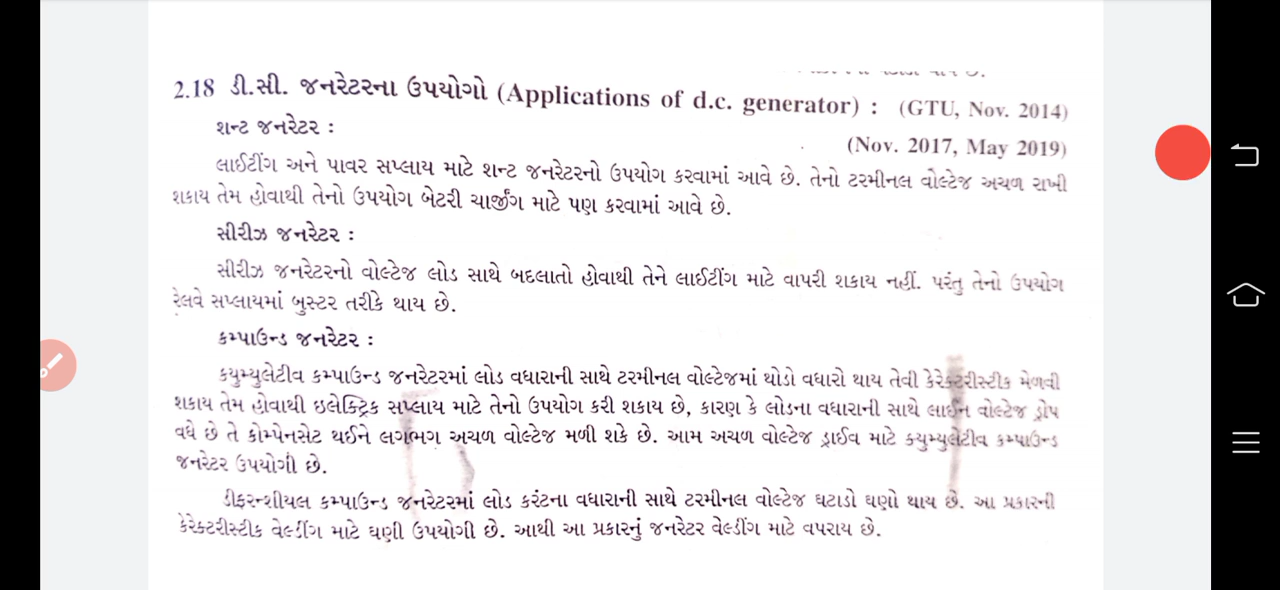 2.18 ડી.સી. જનરેટરના ઉપયોગો (Applications of d.c. generator) : (GTU, Nov. 2014)
(Nov. 2017, May 2019)
શન્ટ જનરેટર :
લાઈટીંગ અને પાવર સપ્લાય માટે શન્ટ જનરેટરનો ઉપયોગ કરવામાં આવે છે. તેનો ટરમીનલ વોલ્ટેજ અચળ રાખી
શકાય તેમ હોવાથી તેનો ઉપયોગ બેટરી ચાર્જીંગ માટે પણ કરવામાં આવે છે.
સીરીઝ જનરેટર :
સીરીઝ જનરેટરનો વોલ્ટેજ લોડ સાથે બદલાતો હોવાથી તેને લાઈટીંગ માટે વાપરી શકાય નહીં. પરંતુ તેનો ઉપયોગ
રેલવે સપ્લાયમાં બુસ્ટર તરીકે થાય છે.
કમ્પાઉન્ડ જનરેટર :
કયુમ્યુલેટીવ કમ્પાઉન્ડ જનરેટરમાં લોડ વધારાની સાથે ટરમીનલ વોલ્ટેજમાં થોડો વધારો થાય તેવી કેરેક્ટરીસ્ટીક મેળવી
શકાય તેમ હોવાથી ઇલેક્ટ્રિક સપ્લાય માટે તેનો ઉપયોગ કરી શકાય છે, કારણ કે લોડના વધારાની સાથે લાઈન વોલ્ટેજ ડ્રોપ
વધે છે તે કોમ્પેનસેટ થઈને લગભગ અચળ વોલ્ટેજ મળી શકે છે. આમ અચળ વોલ્ટેજ ડ્રાઈવ માટે કયુમ્યુલેટીવ કમ્પાઉન્ડ
જનરેટર ઉપયોગી છે.
ડીફરન્શીયલ કમ્પાઉન્ડ જનરેટરમાં લોડ કરંટના વધારાની સાથે ટરમીનલ વોલ્ટેજ ઘટાડો ઘણો થાય છે. આ પ્રકારની
કેરેક્ટરીસ્ટીક વેલ્ડીંગ માટે ઘણી ઉપયોગી છે. આથી આ પ્રકારનું જનરેટર વેલ્ડીંગ માટે વપરાય છે.